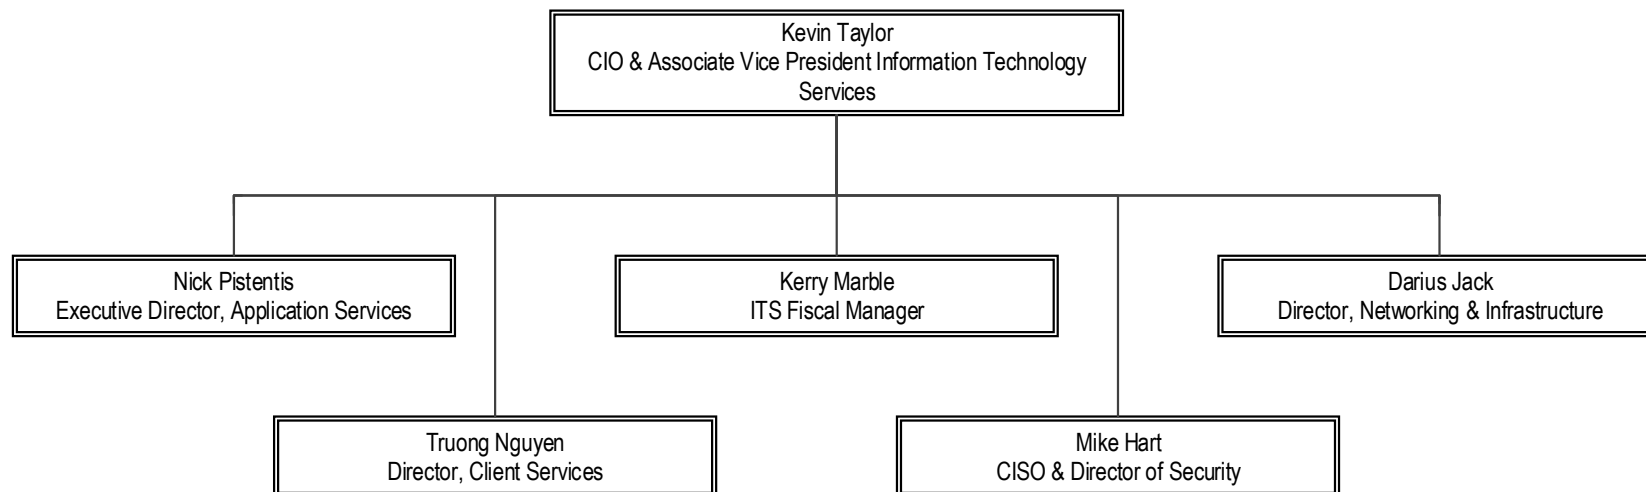 Kevin Taylor
CIO & Associate Vice President Information Technology
Services
Nick Pistentis
Executive Director, Application Services
Kerry Marble
ITS Fiscal Manager
Darius Jack
Director, Networking & Infrastructure
Truong Nguyen
Director, Client Services
Mike Hart
CISO & Director of Security